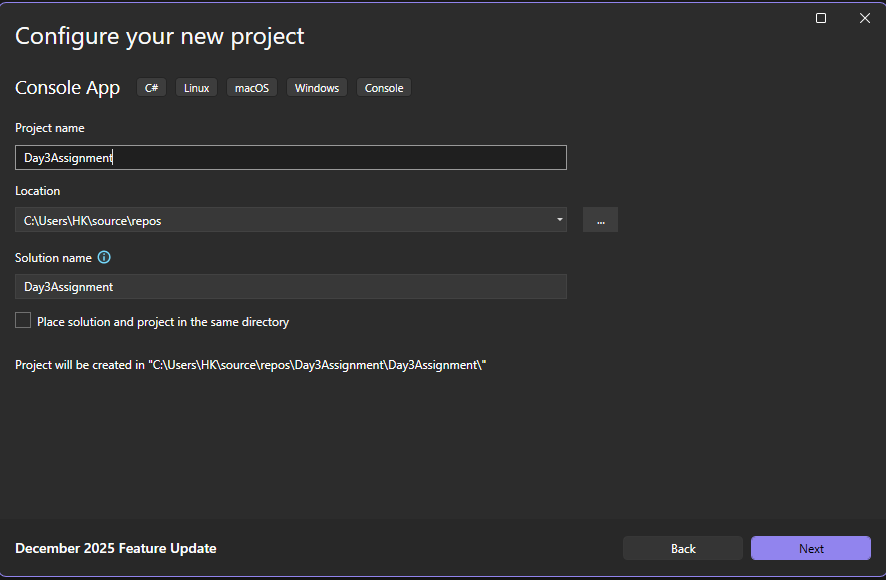 Configure your new project
Console App C# Linux macOS Windows Console
Project name
Day3Assignment
Location
C:\Users\HK\source\repos
...
Solution name
Day3Assignment
Place solution and project in the same directory
Project will be created in "C:\Users\HK\source\repos\Day3Assignment\Day3Assignment\"
December 2025 Feature Update
Back Next